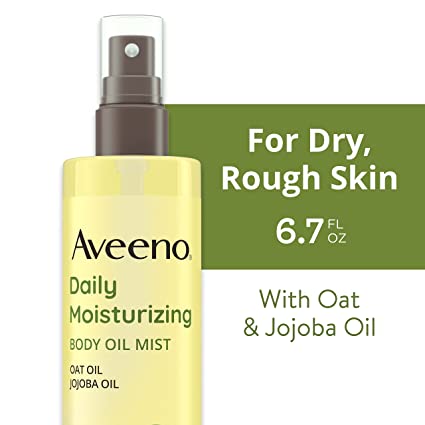 Aveeno®
Daily
Moisturizing
BODY OIL MIST
OAT OIL
JOJOBA OIL
For Dry,
Rough Skin
6.7 FL OZ
With Oat
& Jojoba Oil